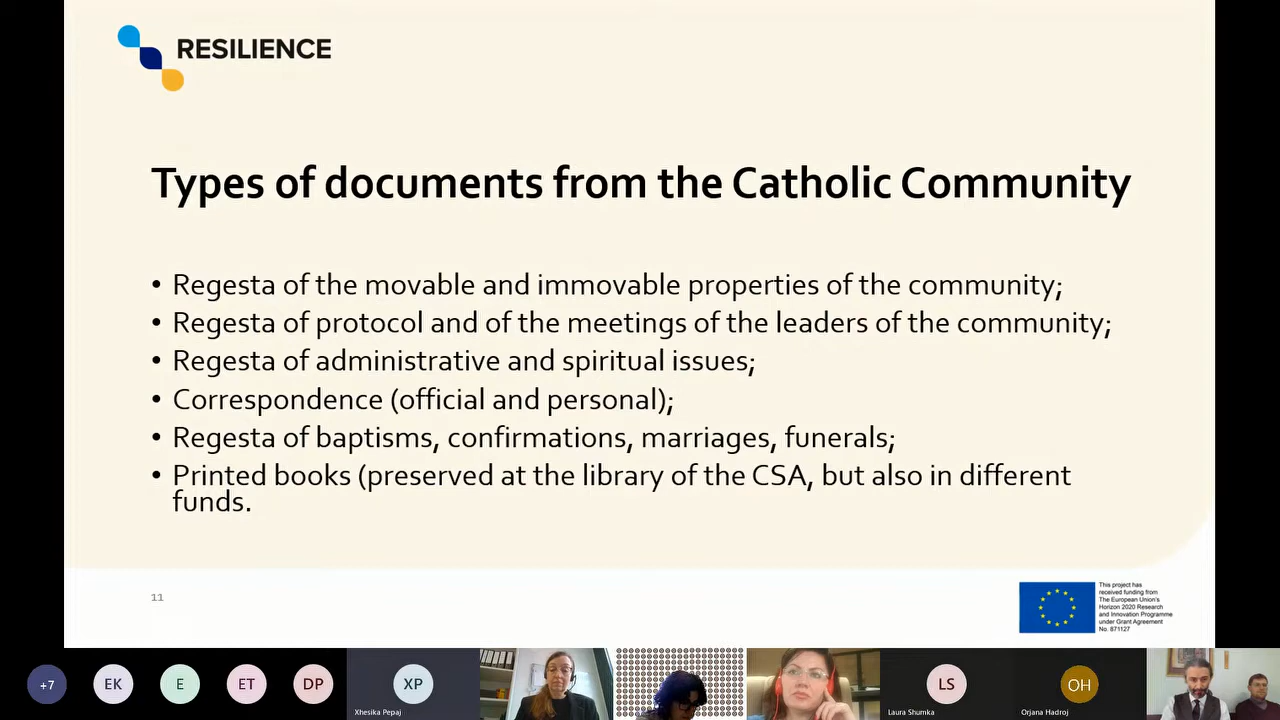 RESILIENCE
Types of documents from the Catholic Community
• Regesta of the movable and immovable properties of the community;
• Regesta of protocol and of the meetings of the leaders of the community;
• Regesta of administrative and spiritual issues;
• Correspondence (official and personal);
• Regesta of baptisms, confirmations, marriages, funerals;
• Printed books (preserved at the library of the CSA, but also in different
funds.
11
This project has
received funding from
The European Union's
Horizon 2020 Research
and Innovation Programme
under Grant Agreement
No. 871127
+7 EK E ET DP XP LS OH
Xhesika Pepaj Laura Shumka Orjana Hadroj